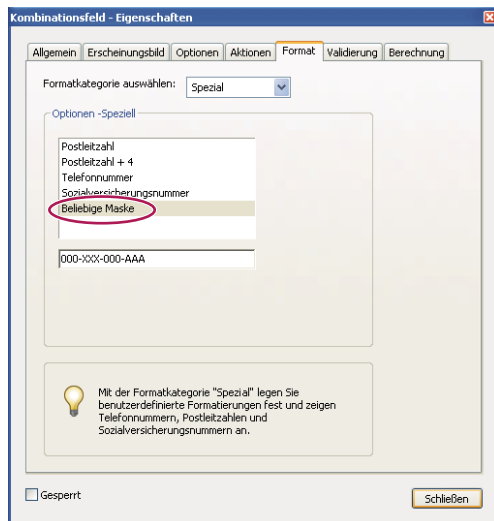 Kombinationsfeld - Eigenschaften
Allgemein Erscheinungsbild Optionen Aktionen Format Validierung Berechnung
Formatkategorie auswählen: Spezial
Optionen -Speziell
Postleitzahl
Postleitzahl + 4
Telefonnummer
Sozialversicherungsnummer
Beliebige Maske
000-XXX-000-AAA
Mit der Formatkategorie "Spezial" legen Sie
benutzerdefinierte Formatierungen fest und zeigen
Telefonnummern, Postleitzahlen und
Sozialversicherungsnummern an.
Gesperrt
Schließen